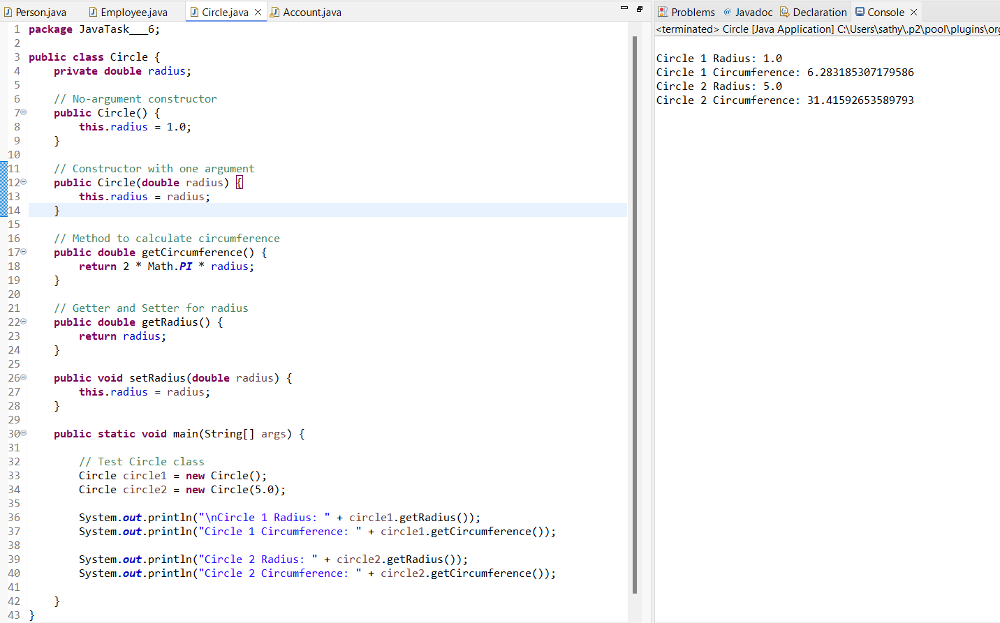 Person.java Employee.java Circle.java Account.java
1 package JavaTask___6;
2
3 public class Circle {
4     private double radius;
5
6     // No-argument constructor
7     public Circle() {
8         this.radius = 1.0;
9     }
10
11     // Constructor with one argument
12     public Circle(double radius) {
13         this.radius = radius;
14     }
15
16     // Method to calculate circumference
17     public double getCircumference() {
18         return 2 * Math.PI * radius;
19     }
20
21     // Getter and Setter for radius
22     public double getRadius() {
23         return radius;
24     }
25
26     public void setRadius(double radius) {
27         this.radius = radius;
28     }
29
30     public static void main(String[] args) {
31
32         // Test Circle class
33         Circle circle1 = new Circle();
34         Circle circle2 = new Circle(5.0);
35
36         System.out.println("\nCircle 1 Radius: " + circle1.getRadius());
37         System.out.println("Circle 1 Circumference: " + circle1.getCircumference());
38
39         System.out.println("Circle 2 Radius: " + circle2.getRadius());
40         System.out.println("Circle 2 Circumference: " + circle2.getCircumference());
41
42     }
43 }
Problems @ Javadoc Declaration Console
<terminated> Circle [Java Application] C:\Users\sathy\.p2\pool\plugins\org
Circle 1 Radius: 1.0
Circle 1 Circumference: 6.283185307179586
Circle 2 Radius: 5.0
Circle 2 Circumference: 31.41592653589793